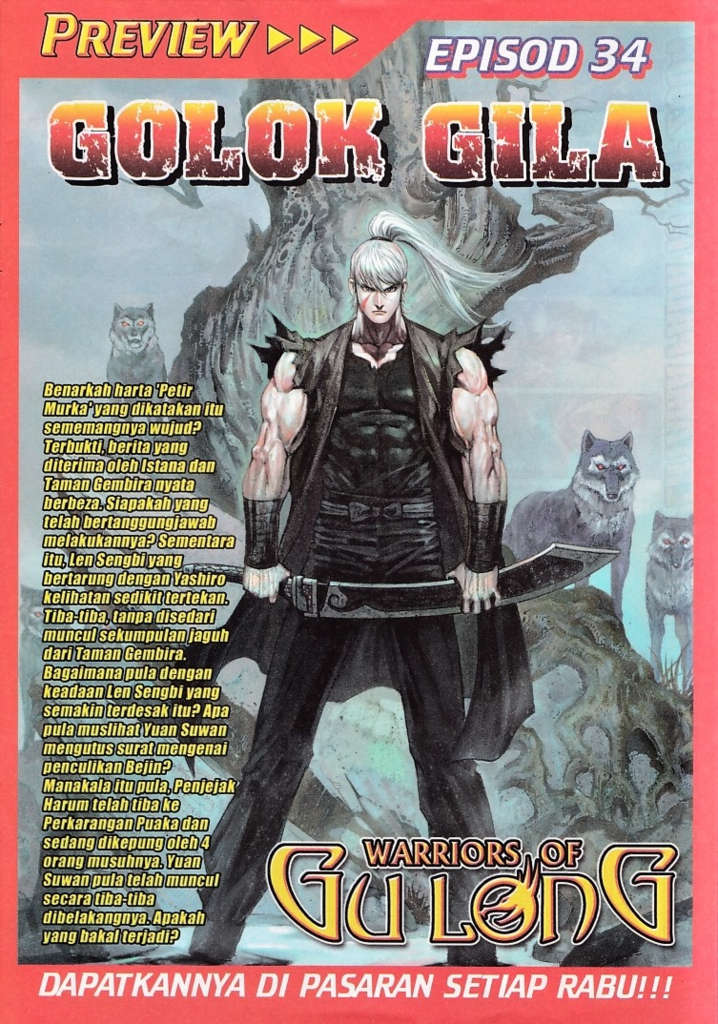 PREVIEW
EPISOD 34
GOLOK GILA
Benarkah harta 'Petir
Murka' yang dikatakan itu
sememangnya wujud?
Terbukti, berita yang
diterima oleh Istana dan
Taman Gembira nyata
berbeza. Siapakah yang
telah bertanggungjawab
melakukannya? Sementara
itu, Len Sengbi yang
bertarung dengan Yashiro
kelihatan sedikit tertekan.
Tiba-tiba, tanpa disedari
muncul sekumpulan jaguh
dari Taman Gembira.
Bagaimana pula dengan
keadaan Len Sengbi yang
semakin terdesak itu? Apa
pula muslihat Yuan Suwan
mengutus surat mengenai
penculikan Bejin?
Manakala itu pula, Penjejak
Harum telah tiba ke
Perkarangan Puaka dan
sedang dikepung oleh 4
orang musuhnya. Yuan
Suwan pula telah muncul
secara tiba-tiba
dibelakangnya. Apakah
yang bakal terjadi?
WARRIORS OF
GU LONG
DAPATKANNYA DI PASARAN SETIAP RABU!!!